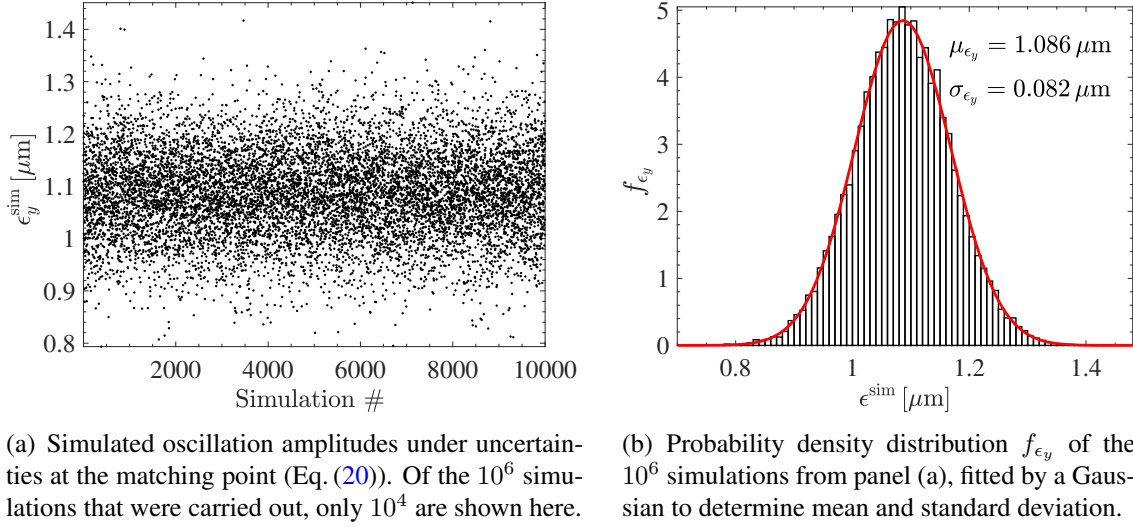 1.4
1.3
1.2
1.1
1
0.9
0.8
ϵ_y^sim [μm]
2000 4000 6000 8000 10000
Simulation #
5
4
3
2
1
0
f_ϵ_y
μ_ϵ_y = 1.086 μm
σ_ϵ_y = 0.082 μm
0.8 1 1.2 1.4
ϵ^sim [μm]
(a) Simulated oscillation amplitudes under uncertain-
ties at the matching point (Eq. (20)). Of the 10^6 simu-
lations that were carried out, only 10^4 are shown here.
(b) Probability density distribution f_ϵ_y of the
10^6 simulations from panel (a), fitted by a Gaus-
sian to determine mean and standard deviation.